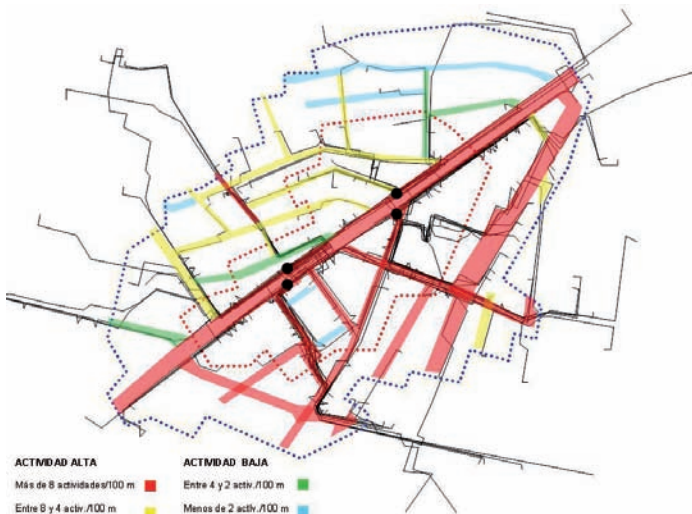 ACTIVIDAD ALTA
Más de 8 actividades/100 m
Entre 8 y 4 activ./100 m
ACTIVIDAD BAJA
Entre 4 y 2 activ./100 m
Menos de 2 activ./100 m